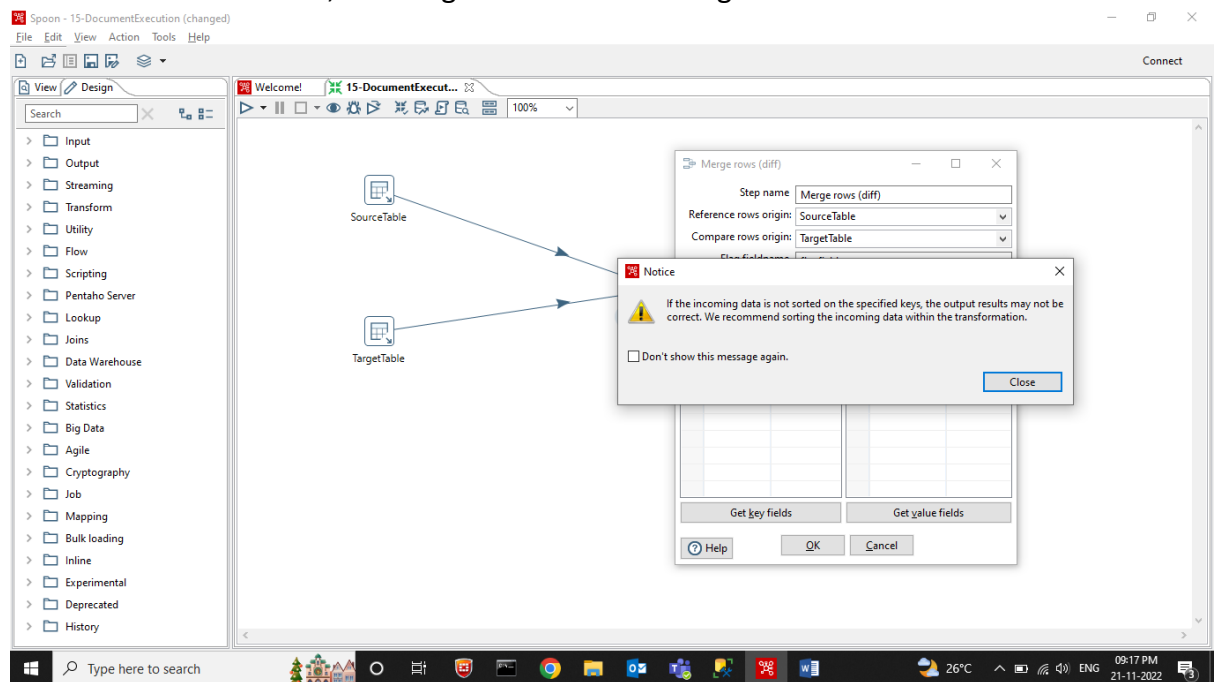 Spoon - 15-DocumentExecution (changed)
File Edit View Action Tools Help
Connect
View Design
Welcome! 15-DocumentExecut...
Search
100%
Input
Output
Streaming
Transform
Utility
Flow
Scripting
Pentaho Server
Lookup
Joins
Data Warehouse
Validation
Statistics
Big Data
Agile
Cryptography
Job
Mapping
Bulk loading
Inline
Experimental
Deprecated
History
SourceTable
TargetTable
Merge rows (diff)
Step name Merge rows (diff)
Reference rows origin: SourceTable
Compare rows origin: TargetTable
Notice
If the incoming data is not sorted on the specified keys, the output results may not be
correct. We recommend sorting the incoming data within the transformation.
Don't show this message again.
Close
Get key fields Get value fields
Help OK Cancel
Type here to search
26°C ENG 09:17 PM
21-11-2022
3